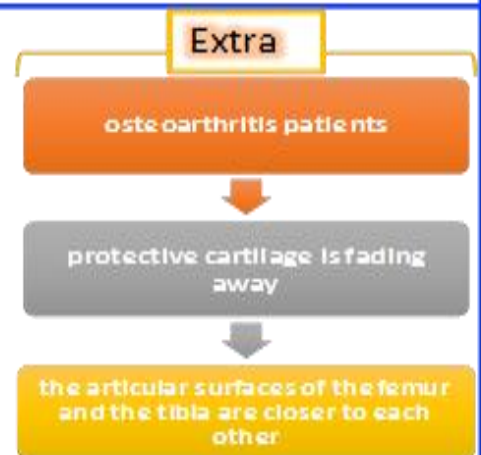 Extra
osteoarthritis patients
protective cartilage is fading
away
the articular surfaces of the femur
and the tibia are closer to each
other